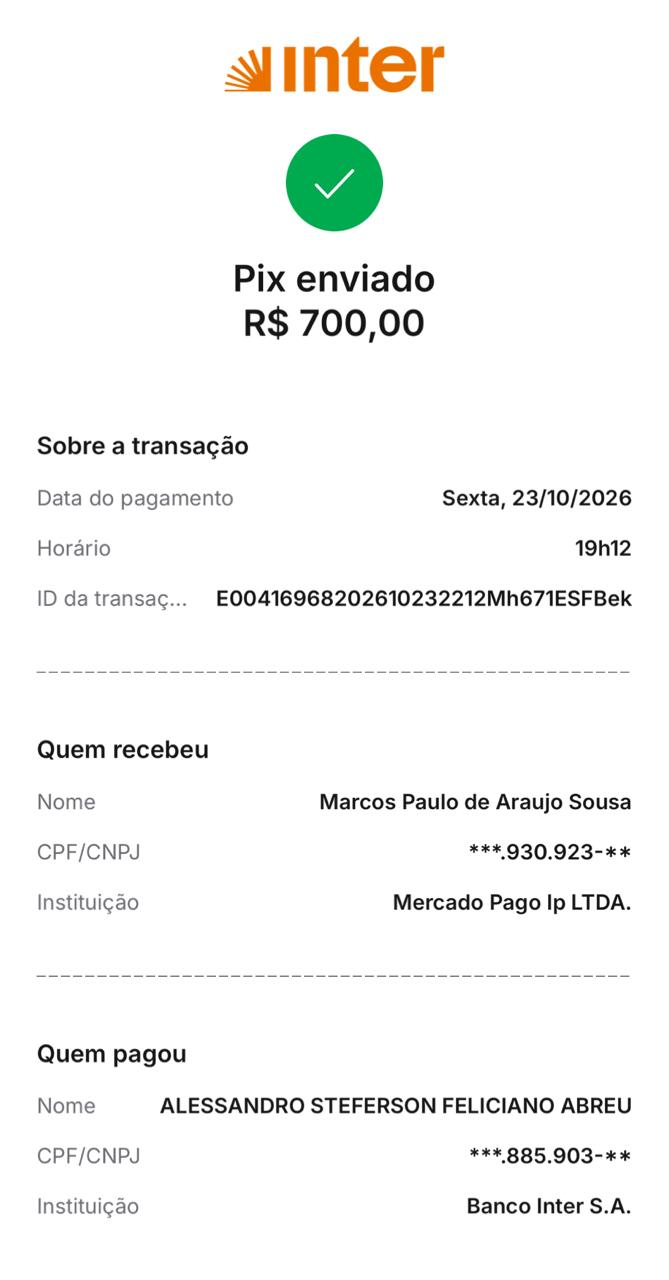 inter
Pix enviado
R$ 700,00
Sobre a transação
Data do pagamento Sexta, 23/10/2026
Horário 19h12
ID da transaç... E00416968202610232212Mh671ESFBek
Quem recebeu
Nome Marcos Paulo de Araujo Sousa
CPF/CNPJ ***.930.923-**
Instituição Mercado Pago Ip LTDA.
Quem pagou
Nome ALESSANDRO STEFERSON FELICIANO ABREU
CPF/CNPJ ***.885.903-**
Instituição Banco Inter S.A.